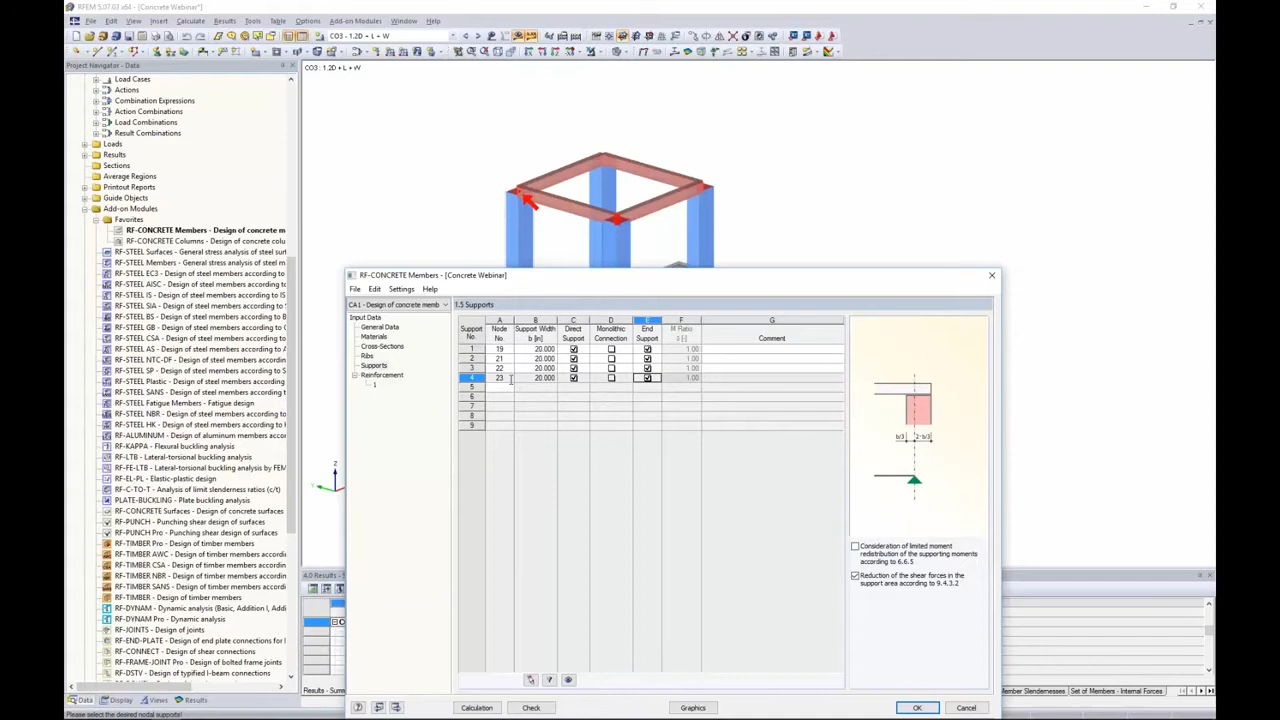 RFEM 5.07.03 x64 - [Concrete Webinar*]
File Edit View Insert Calculate Results Tools Table Options Add-on Modules Window Help
CO3 - 1.2D + L + W
Project Navigator - Data
CO3 : 1.2D + L + W
Load Cases
Actions
Combination Expressions
Action Combinations
Load Combinations
Result Combinations
Loads
Results
Sections
Average Regions
Printout Reports
Guide Objects
Add-on Modules
Favorites
RF-CONCRETE Members - Design of concrete m
RF-CONCRETE Columns - Design of concrete colu
RF-STEEL Surfaces - General stress analysis of steel surf
RF-STEEL Members - General stress analysis of steel m
RF-STEEL EC3 - Design of steel members according to
RF-STEEL AISC - Design of steel members according to
RF-STEEL IS - Design of steel members according to
RF-STEEL SIA - Design of steel members according to
RF-STEEL BS - Design of steel members according to
RF-STEEL GB - Design of steel members according to
RF-STEEL CSA - Design of steel members according to
RF-STEEL AS - Design of steel members according to
RF-STEEL NTC-DF - Design of steel members according
RF-STEEL SP - Design of steel members according to
RF-STEEL Plastic - Design of steel members according
RF-STEEL SANS - Design of steel members according to
RF-STEEL Fatigue Members - Fatigue design
RF-STEEL NBR - Design of steel members according to
RF-STEEL HK - Design of steel members according to
RF-ALUMINUM - Design of aluminum members accord
RF-KAPPA - Flexural buckling analysis
RF-LTB - Lateral-torsional buckling analysis
RF-FE-LTB - Lateral-torsional buckling analysis by FEM
RF-EL-PL - Elastic-plastic design
RF-C-TO-T - Analysis of limit slenderness ratios (c/t)
PLATE-BUCKLING - Plate buckling analysis
RF-CONCRETE Surfaces - Design of concrete surfaces
RF-PUNCH - Punching shear design of surfaces
RF-PUNCH Pro - Punching shear design of surfaces
RF-TIMBER Pro - Design of timber members
RF-TIMBER AWC - Design of timber members accordin
RF-TIMBER CSA - Design of timber members according
RF-TIMBER NBR - Design of timber members according
RF-TIMBER SANS - Design of timber members accordin
RF-DYNAM - Dynamic analysis (Basic, Addition I, Addit
RF-DYNAM Pro - Dynamic analysis
RF-JOINTS - Design of joints
RF-END-PLATE - Design of end plate connections for
RF-CONNECT - Design of shear connections
RF-FRAME-JOINT Pro - Design of bolted frame joints
RF-DSTV - Design of typified I-beam connections
Data Display Views Results
Please select the desired nodal supports!
RF-CONCRETE Members - [Concrete Webinar]
File Edit Settings Help
CA1 - Design of concrete memb
Input Data
General Data
Materials
Cross-Sections
Ribs
Supports
Reinforcement
1
1.5 Supports
A B C D E F G
Support No. Node No. Support Width b [in] Direct Support Monolithic Connection End Support M Ratio Comment
1 19 20.000 1.00
2 21 20.000 1.00
3 22 20.000 1.00
4 23 20.000 1.00
5
6
7
8
9
b/3 2·b/3
Consideration of limited moment
redistribution of the supporting moments
according to 6.6.5
Reduction of the shear forces in the
support area according to 9.4.3.2
Calculation Check Graphics OK Cancel
Z
Y
4.0 Results - S
Results - Summ
Member Slendernesses Set of Members - Internal Forces